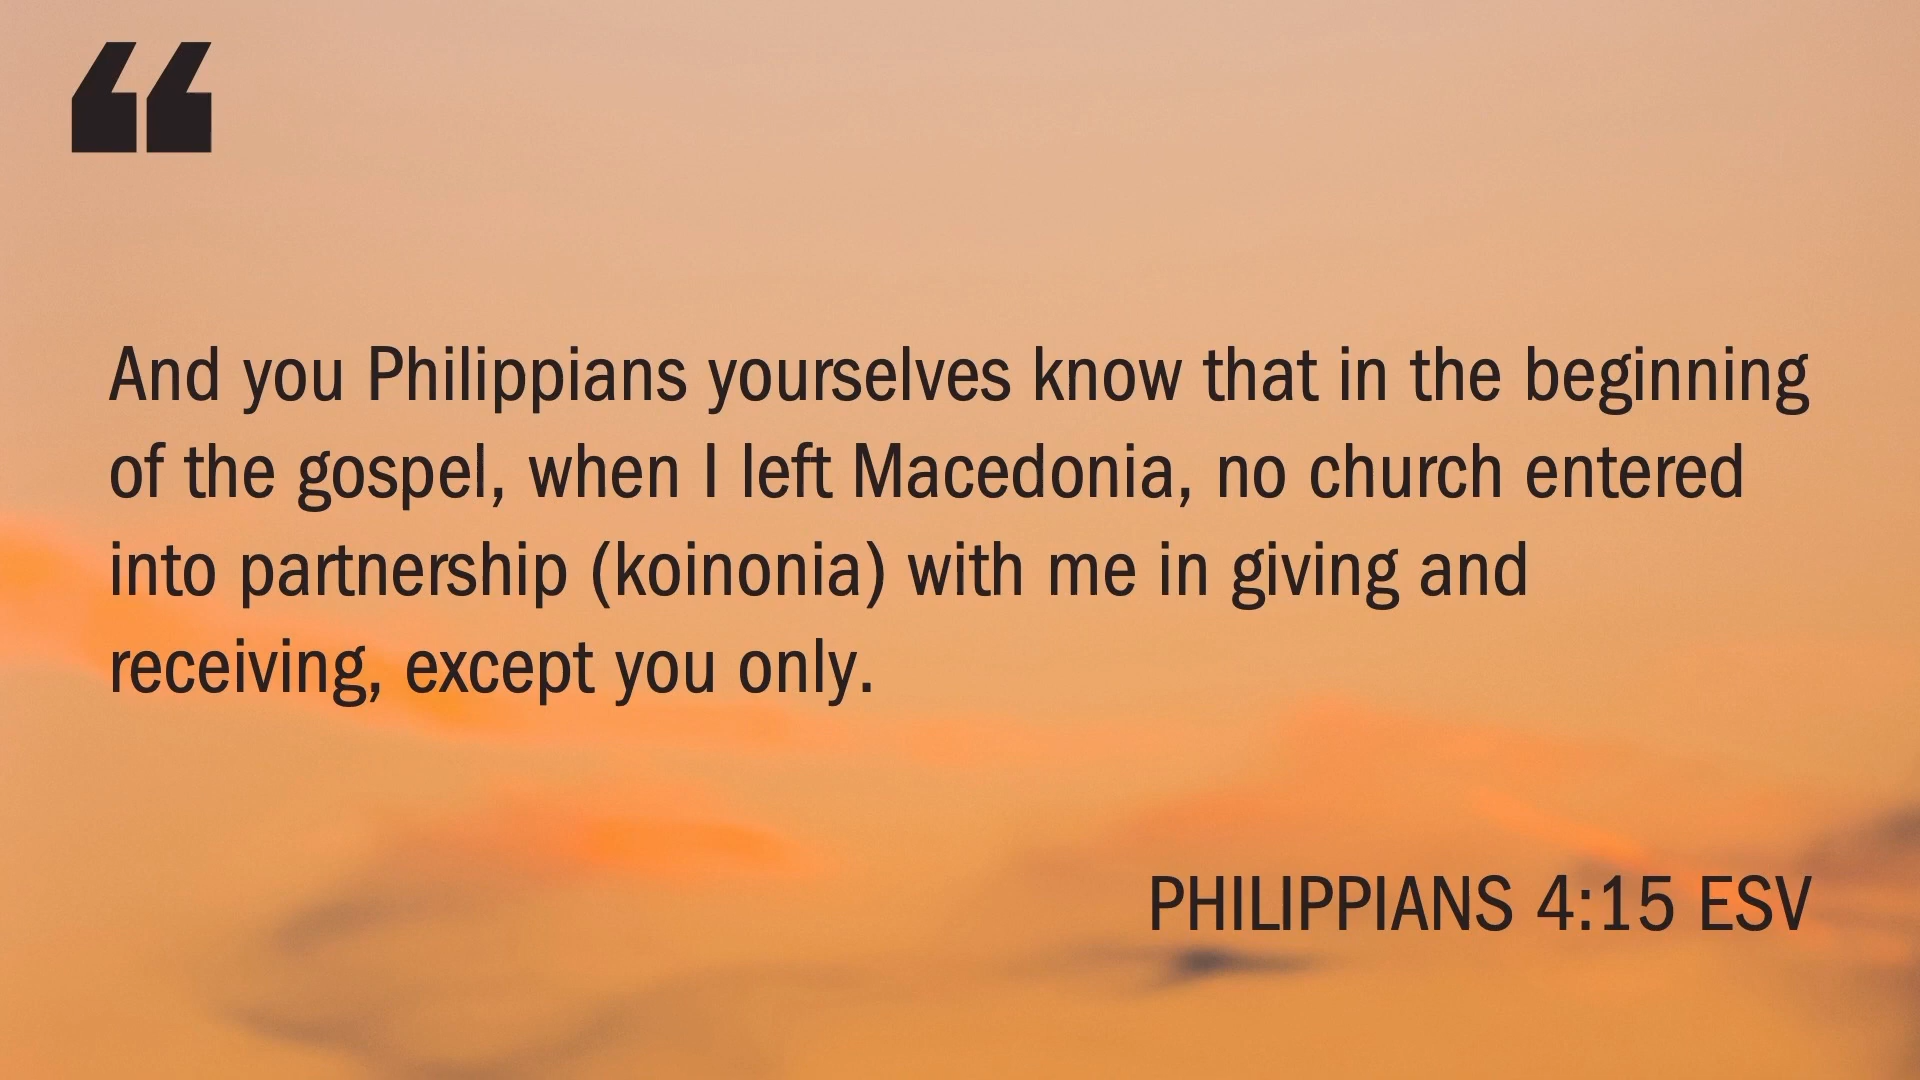 “
And you Philippians yourselves know that in the beginning
of the gospel, when I left Macedonia, no church entered
into partnership (koinonia) with me in giving and
receiving, except you only.
PHILIPPIANS 4:15 ESV